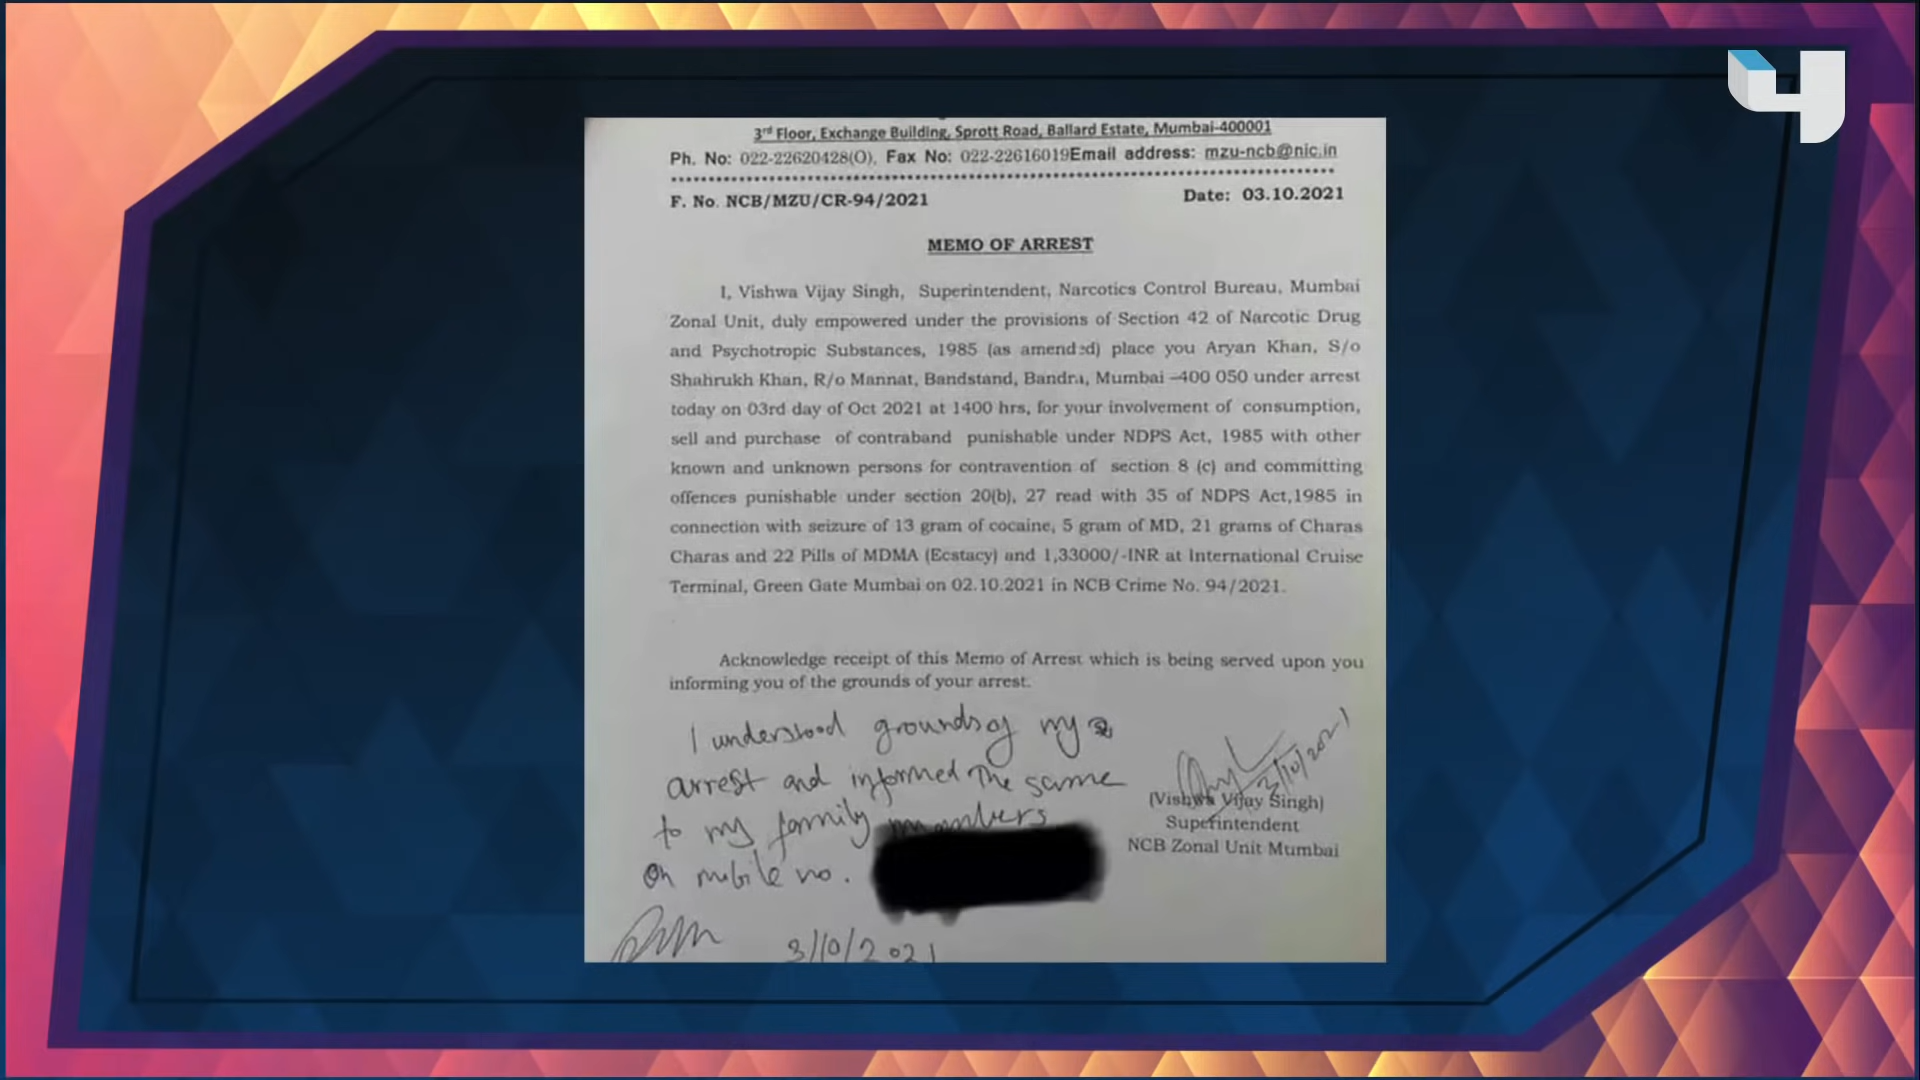 3rd Floor, Exchange Building, Sprott Road, Ballard Estate, Mumbai-400001
Ph. No: 022-22620428(O), Fax No: 022-22616019Email address: mzu-ncb@nic.in
F. No. NCB/MZU/CR-94/2021 Date: 03.10.2021
MEMO OF ARREST
I, Vishwa Vijay Singh, Superintendent, Narcotics Control Bureau, Mumbai
Zonal Unit, duly empowered under the provisions of Section 42 of Narcotic Drug
and Psychotropic Substances, 1985 (as amended) place you Aryan Khan, S/o
Shahrukh Khan, R/o Mannat, Bandstand, Bandra, Mumbai –400 050 under arrest
today on 03rd day of Oct 2021 at 1400 hrs, for your involvement of consumption,
sell and purchase of contraband punishable under NDPS Act, 1985 with other
known and unknown persons for contravention of section 8 (c) and committing
offences punishable under section 20(b), 27 read with 35 of NDPS Act,1985 in
connection with seizure of 13 gram of cocaine, 5 gram of MD, 21 grams of Charas
Charas and 22 Pills of MDMA (Ecstacy) and 1,33000/-INR at International Cruise
Terminal, Green Gate Mumbai on 02.10.2021 in NCB Crime No. 94/2021.
Acknowledge receipt of this Memo of Arrest which is being served upon you
informing you of the grounds of your arrest.
I understood grounds of my
arrest and informed the same
to my family members
on mobile no.
3/10/2021
3/10/2021
(Vishwa Vijay Singh)
Superintendent
NCB Zonal Unit Mumbai